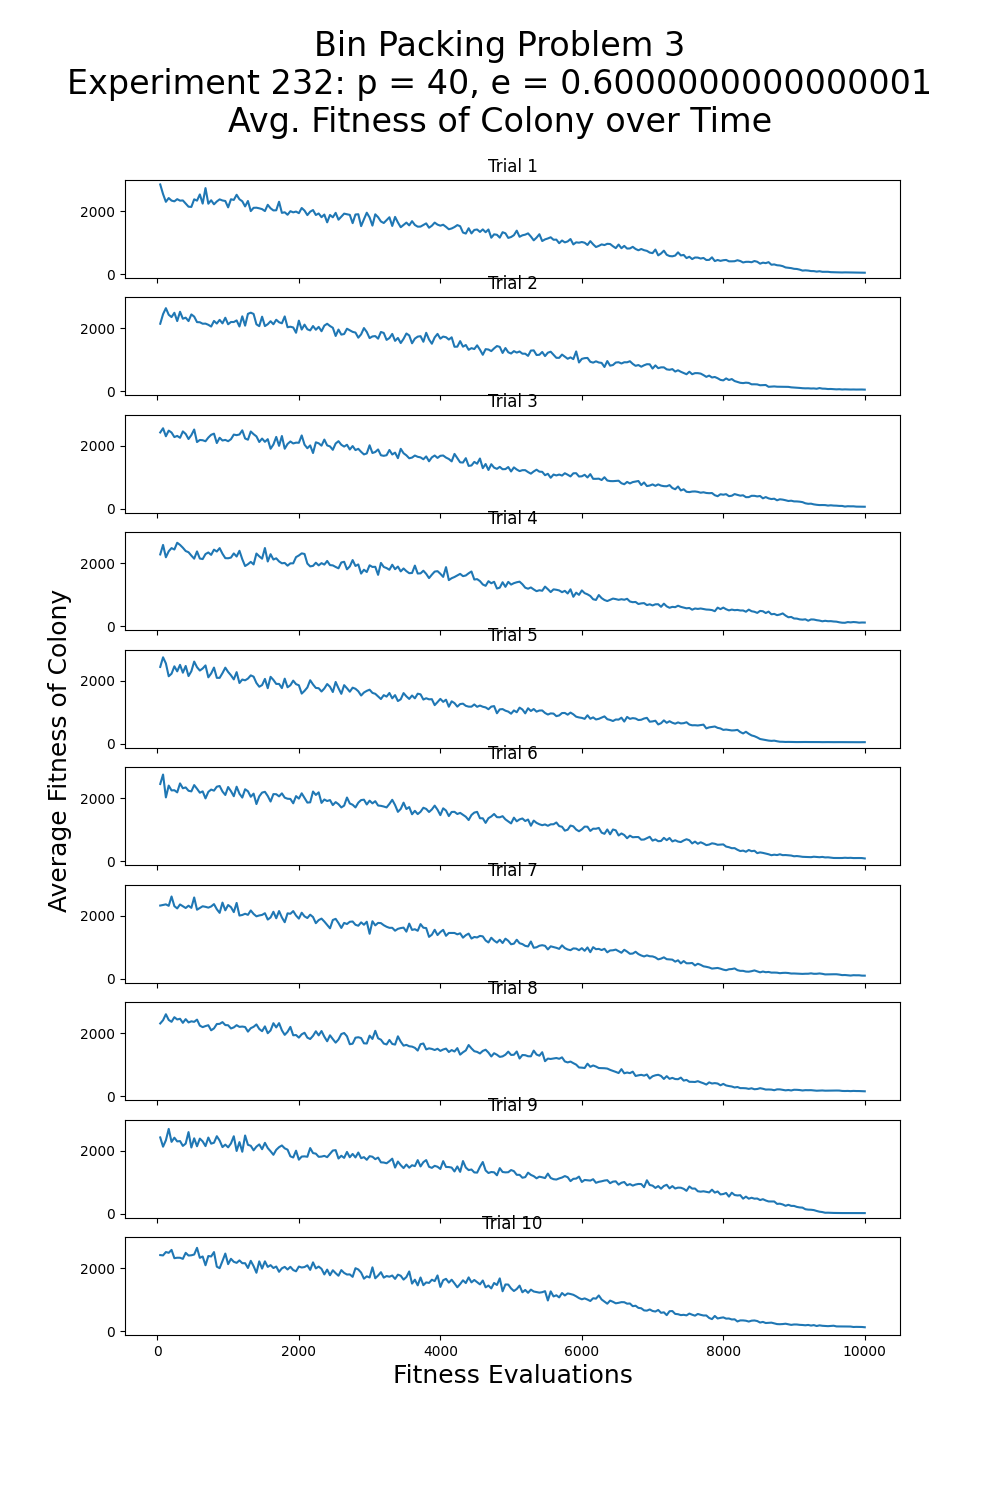 Bin Packing Problem 3
Experiment 232: p = 40, e = 0.6000000000000001
Avg. Fitness of Colony over Time
Trial 1
2000
0
Trial 2
2000
0
Trial 3
2000
0
Trial 4
2000
0
Trial 5
2000
0
Trial 6
2000
0
Trial 7
2000
0
Trial 8
2000
0
Trial 9
2000
0
Trial 10
2000
0
0 2000 4000 6000 8000 10000
Fitness Evaluations
Average Fitness of Colony